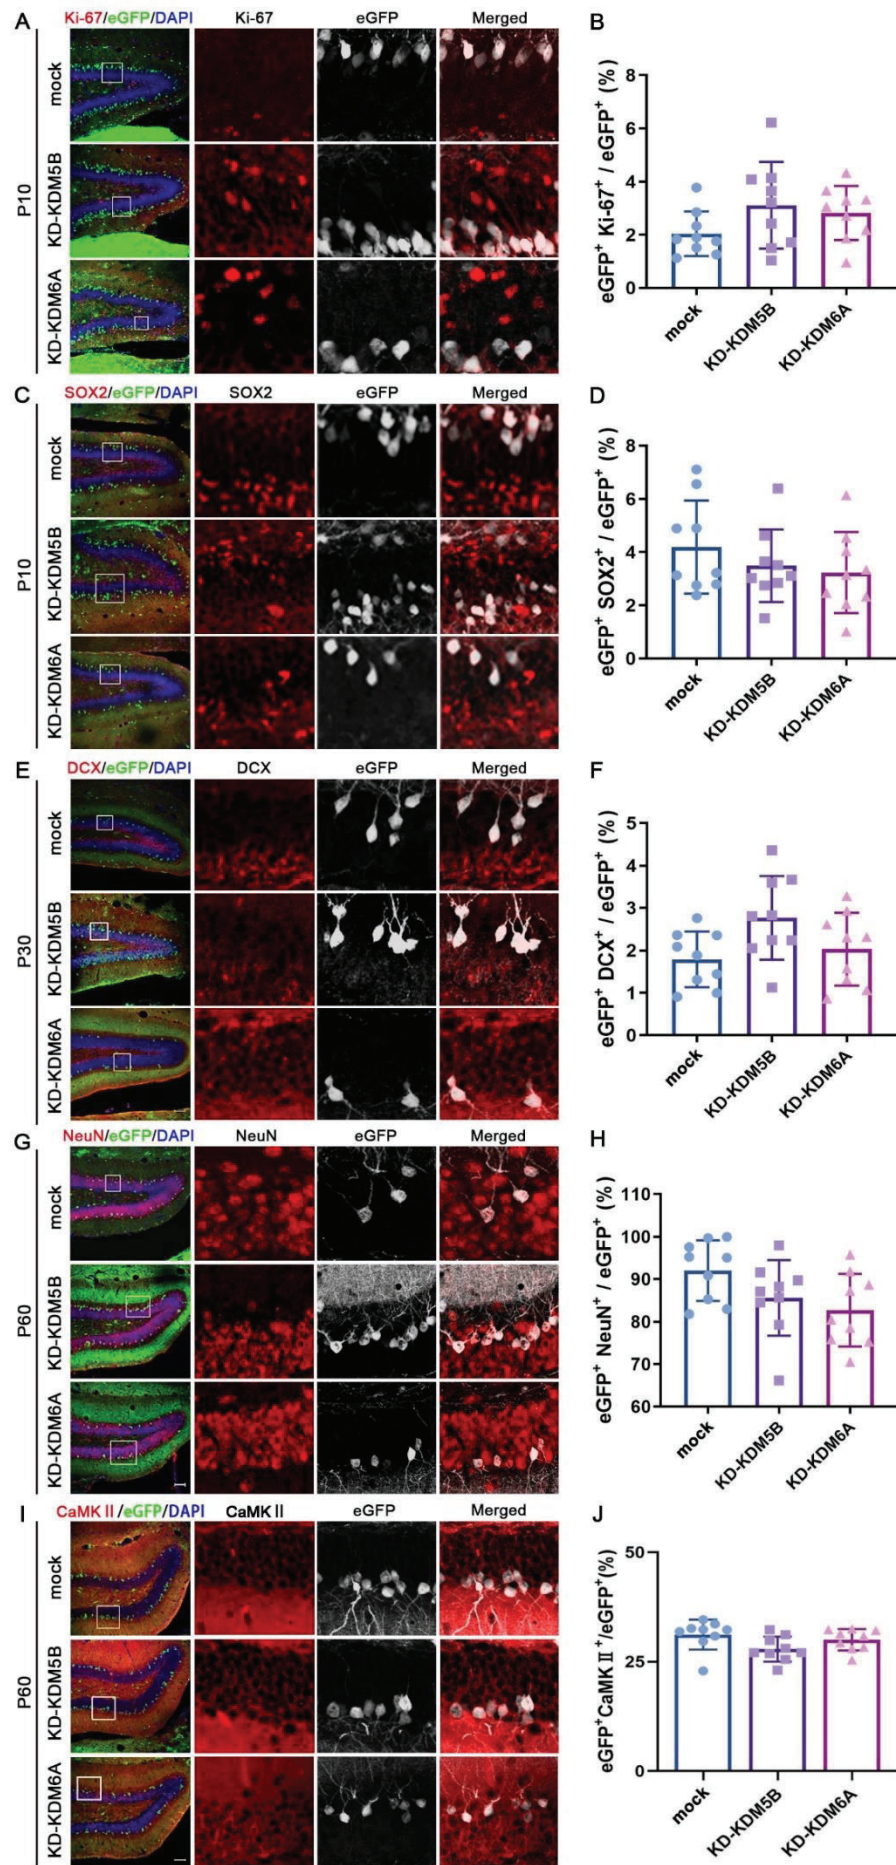 A Ki-67/eGFP/DAPI Ki-67 eGFP Merged
P10
mock
KD-KDM5B
KD-KDM6A
B
eGFP⁺ Ki-67⁺ / eGFP⁺ (%)
8
6
4
2
0
mock
KD-KDM5B
KD-KDM6A
C SOX2/eGFP/DAPI SOX2 eGFP Merged
P10
mock
KD-KDM5B
KD-KDM6A
D
eGFP⁺ SOX2⁺ / eGFP⁺ (%)
8
6
4
2
0
mock
KD-KDM5B
KD-KDM6A
E DCX/eGFP/DAPI DCX eGFP Merged
P30
mock
KD-KDM5B
KD-KDM6A
F
eGFP⁺ DCX⁺ / eGFP⁺ (%)
5
4
3
2
1
0
mock
KD-KDM5B
KD-KDM6A
G NeuN/eGFP/DAPI NeuN eGFP Merged
P60
mock
KD-KDM5B
KD-KDM6A
H
eGFP⁺ NeuN⁺ / eGFP⁺ (%)
110
100
90
80
70
60
mock
KD-KDM5B
KD-KDM6A
I CaMKⅡ/eGFP/DAPI CaMKⅡ eGFP Merged
P60
mock
KD-KDM5B
KD-KDM6A
J
eGFP⁺CaMKⅡ⁺/eGFP⁺(%)
50
25
0
mock
KD-KDM5B
KD-KDM6A